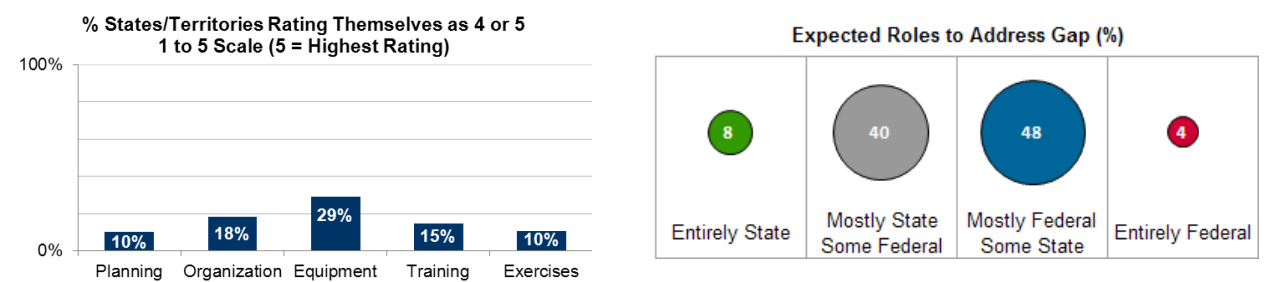 % States/Territories Rating Themselves as 4 or 5
1 to 5 Scale (5 = Highest Rating)
100%
0%
10%
18%
29%
15%
10%
Planning
Organization
Equipment
Training
Exercises
Expected Roles to Address Gap (%)
8
40
48
4
Entirely State
Mostly State
Some Federal
Mostly Federal
Some State
Entirely Federal